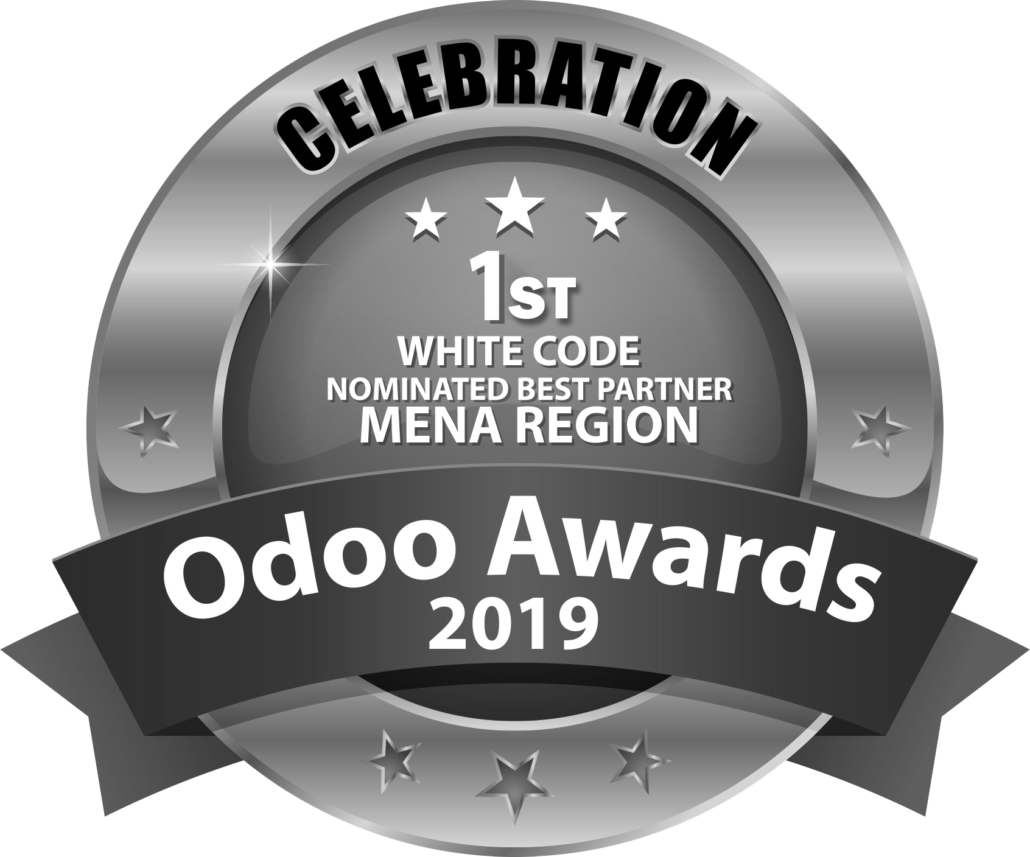 CELEBRATION
1ST
WHITE CODE
NOMINATED BEST PARTNER
MENA REGION
Odoo Awards
2019